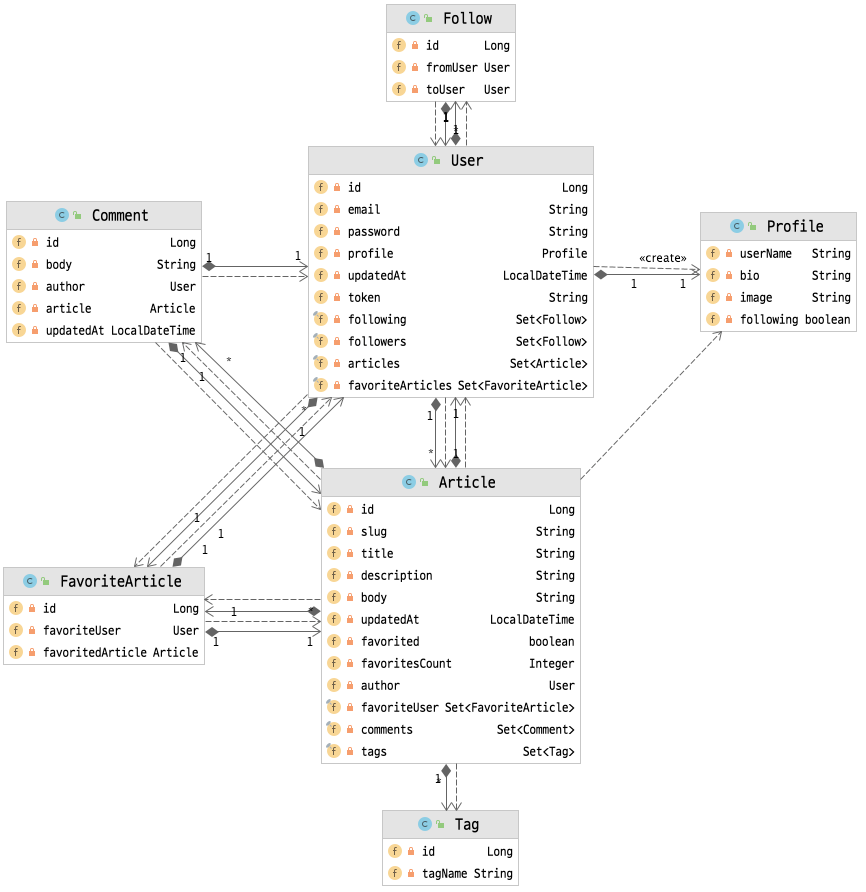 Follow
id Long
fromUser User
toUser User
1
1
*
User
id Long
email String
password String
profile Profile
updatedAt LocalDateTime
token String
following Set<Follow>
followers Set<Follow>
articles Set<Article>
favoriteArticles Set<FavoriteArticle>
Comment
id Long
body String
author User
article Article
updatedAt LocalDateTime
1
1
Profile
userName String
bio String
image String
following boolean
«create»
1
1
1
1
*
*
1
1
1
1
*
1
1
Article
id Long
slug String
title String
description String
body String
updatedAt LocalDateTime
favorited boolean
favoritesCount Integer
author User
favoriteUser Set<FavoriteArticle>
comments Set<Comment>
tags Set<Tag>
FavoriteArticle
id Long
favoriteUser User
favoritedArticle Article
1
*
1
1
1
Tag
id Long
tagName String